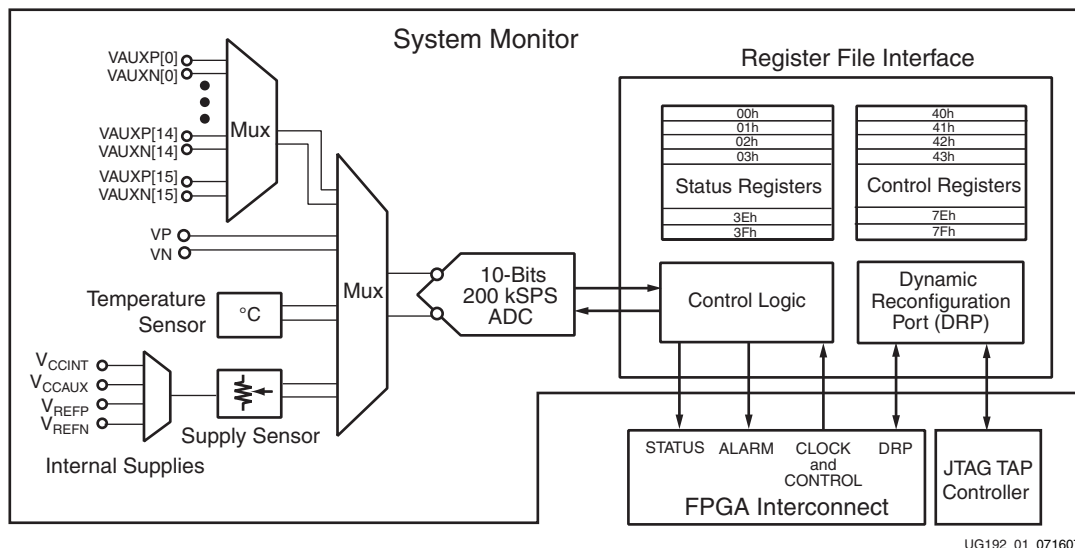 System Monitor
VAUXP[0]
VAUXN[0]
VAUXP[14]
VAUXN[14]
VAUXP[15]
VAUXN[15]
Mux
VP
VN
Temperature
Sensor
°C
Mux
VCCINT
VCCAUX
VREFP
VREFN
Supply Sensor
Internal Supplies
10-Bits
200 kSPS
ADC
Register File Interface
00h
01h
02h
03h
Status Registers
3Eh
3Fh
40h
41h
42h
43h
Control Registers
7Eh
7Fh
Control Logic
Dynamic
Reconfiguration
Port (DRP)
STATUS
ALARM
CLOCK
and
CONTROL
DRP
FPGA Interconnect
JTAG TAP
Controller
UG192_01_071607